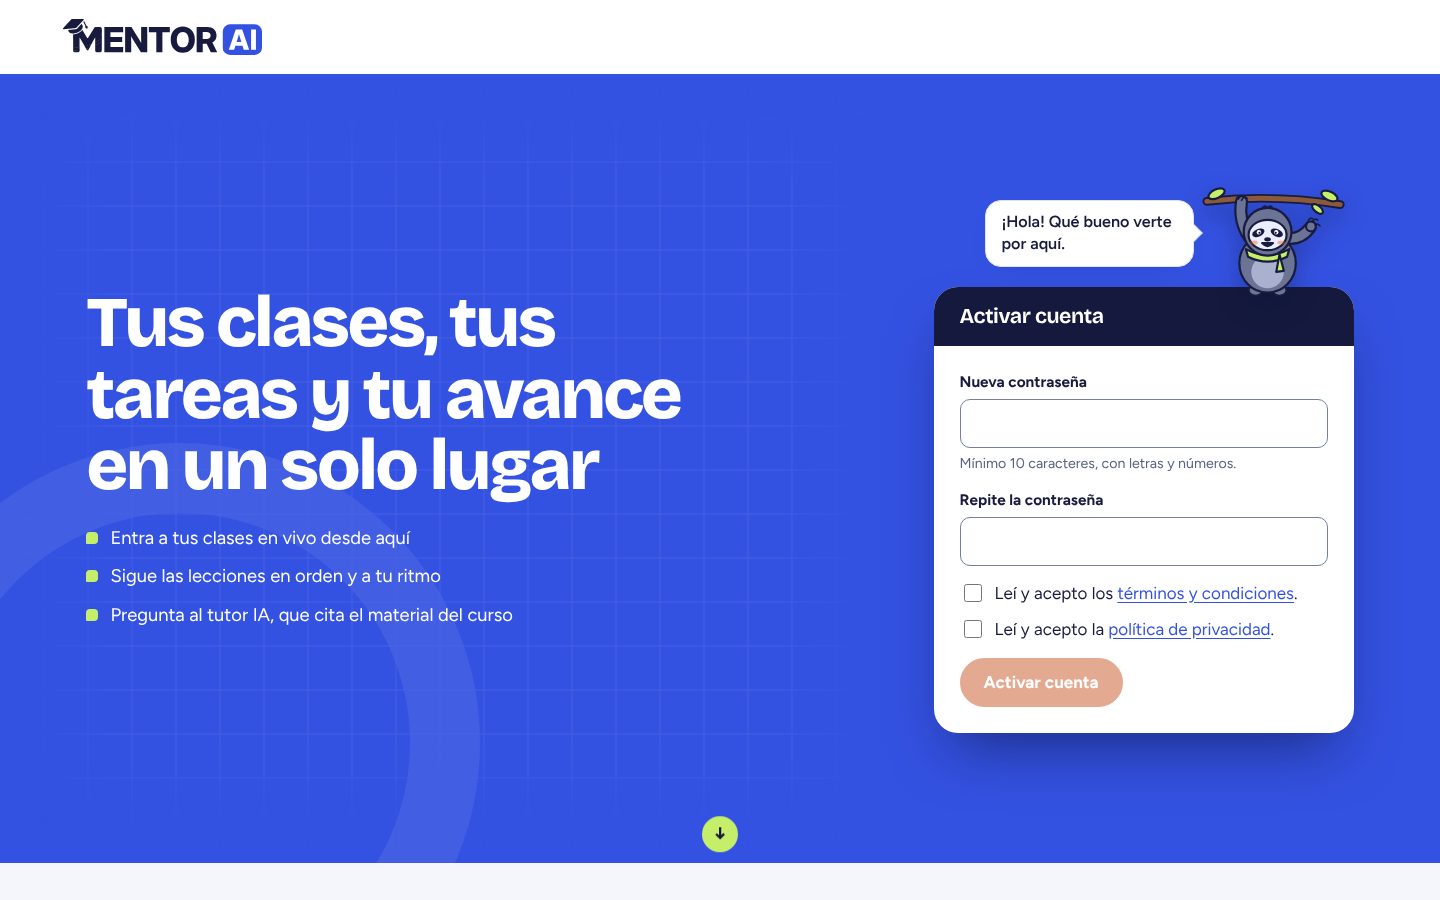 MENTOR AI
¡Hola! Qué bueno verte
por aquí.
Tus clases, tus
tareas y tu avance
en un solo lugar
Entra a tus clases en vivo desde aquí
Sigue las lecciones en orden y a tu ritmo
Pregunta al tutor IA, que cita el material del curso
Activar cuenta
Nueva contraseña
Mínimo 10 caracteres, con letras y números.
Repite la contraseña
Leí y acepto los términos y condiciones.
Leí y acepto la política de privacidad.
Activar cuenta